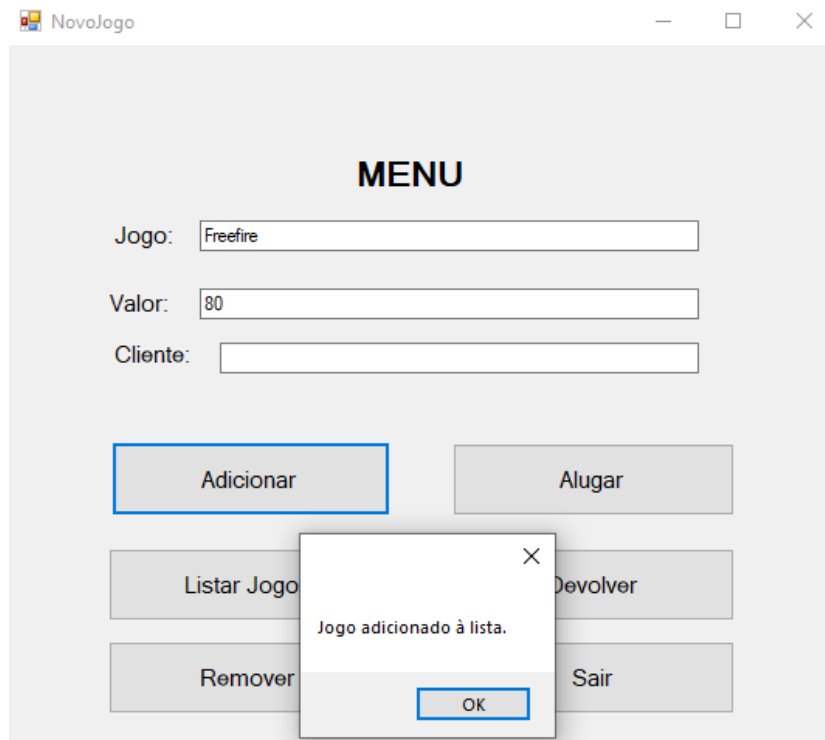 NovoJogo
MENU
Jogo: Freefire
Valor: 80
Cliente:
Adicionar Alugar
Listar Jogo Devolver
Jogo adicionado à lista.
Remover Sair
OK